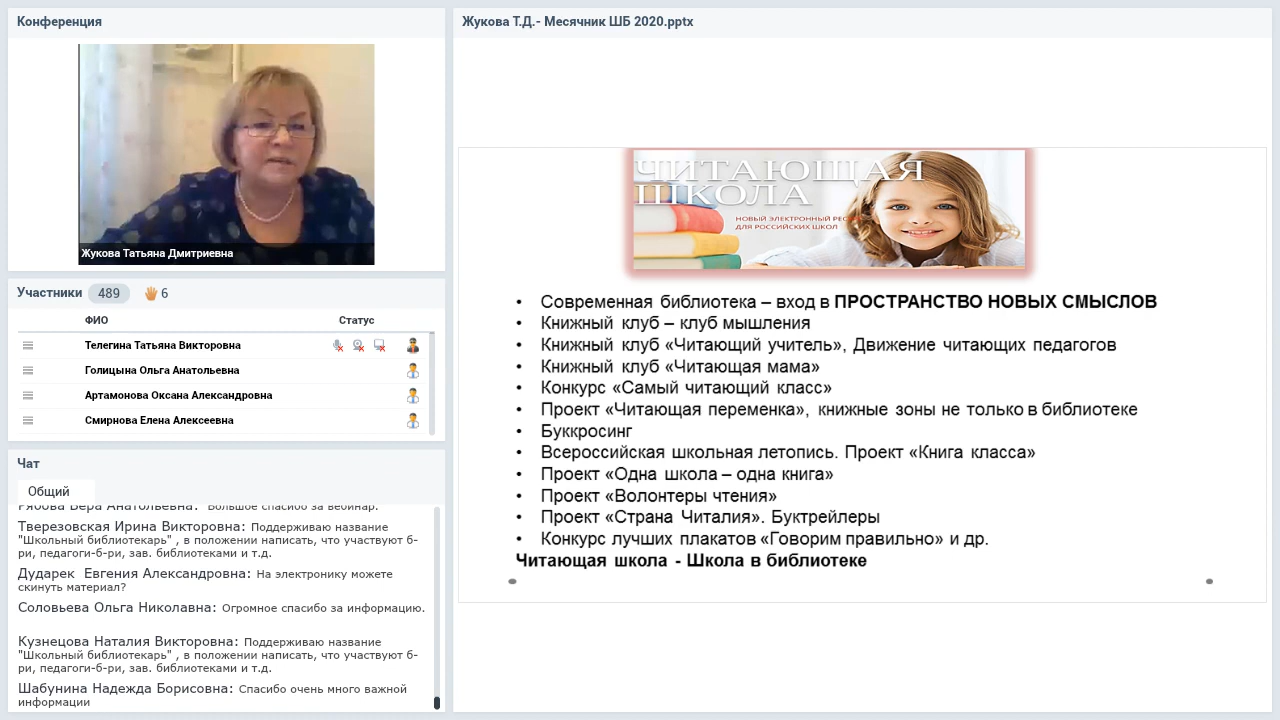 Конференция
Жукова Татьяна Дмитриевна
Участники 489 6
ФИО Статус
Телегина Татьяна Викторовна
Голицына Ольга Анатольевна
Артамонова Оксана Александровна
Смирнова Елена Алексеевна
Чат
Общий
Рябова Вера Анатольевна: Большое спасибо за вебинар.
Тверезовская Ирина Викторовна: Поддерживаю название
"Школьный библиотекарь" , в положении написать, что участвуют б-
ри, педагоги-б-ри, зав. библиотеками и т.д.
Дударек Евгения Александровна: На электронику можете
скинуть материал?
Соловьева Ольга Николавна: Огромное спасибо за информацию.
Кузнецова Наталия Викторовна: Поддерживаю название
"Школьный библиотекарь" , в положении написать, что участвуют б-
ри, педагоги-б-ри, зав. библиотеками и т.д.
Шабунина Надежда Борисовна: Спасибо очень много важной
информации
Жукова Т.Д.- Месячник ШБ 2020.pptx
ЧИТАЮЩАЯ
ШКОЛА
НОВЫЙ ЭЛЕКТРОННЫЙ
ДЛЯ РОССИЙСКИХ ШКОЛ
• Современная библиотека – вход в ПРОСТРАНСТВО НОВЫХ СМЫСЛОВ
• Книжный клуб – клуб мышления
• Книжный клуб «Читающий учитель», Движение читающих педагогов
• Книжный клуб «Читающая мама»
• Конкурс «Самый читающий класс»
• Проект «Читающая переменка», книжные зоны не только в библиотеке
• Буккросинг
• Всероссийская школьная летопись. Проект «Книга класса»
• Проект «Одна школа – одна книга»
• Проект «Волонтеры чтения»
• Проект «Страна Читалия». Буктрейлеры
• Конкурс лучших плакатов «Говорим правильно» и др.
Читающая школа - Школа в библиотеке